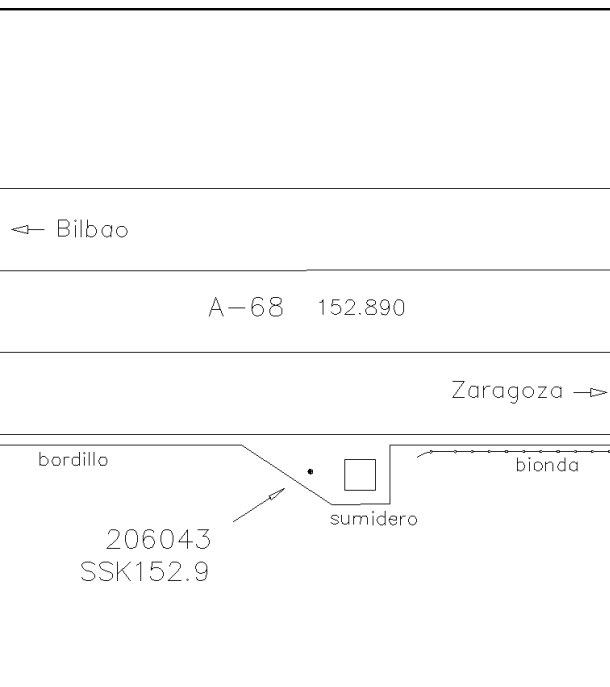 Bilbao
A-68 152.890
Zaragoza
bordillo
bionda
sumidero
206043
SSK152.9